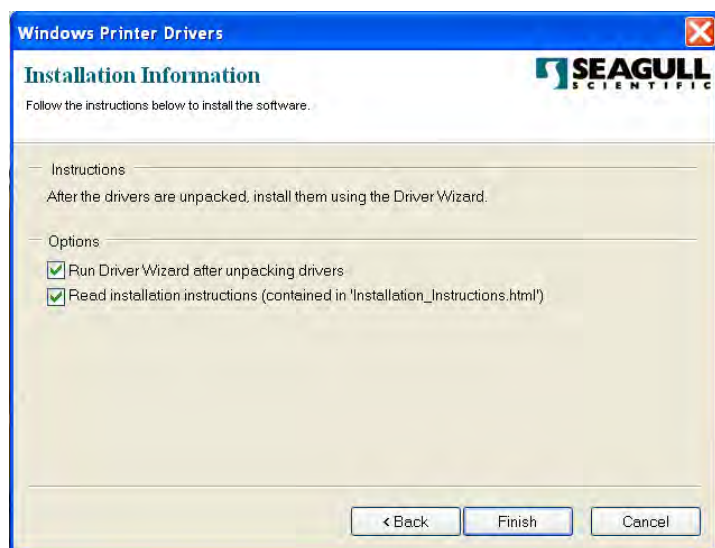 Windows Printer Drivers
Installation Information
SEAGULL
SCIENTIFIC
Follow the instructions below to install the software.
Instructions
After the drivers are unpacked, install them using the Driver Wizard.
Options
Run Driver Wizard after unpacking drivers
Read installation instructions (contained in 'Installation_Instructions.html')
< Back Finish Cancel